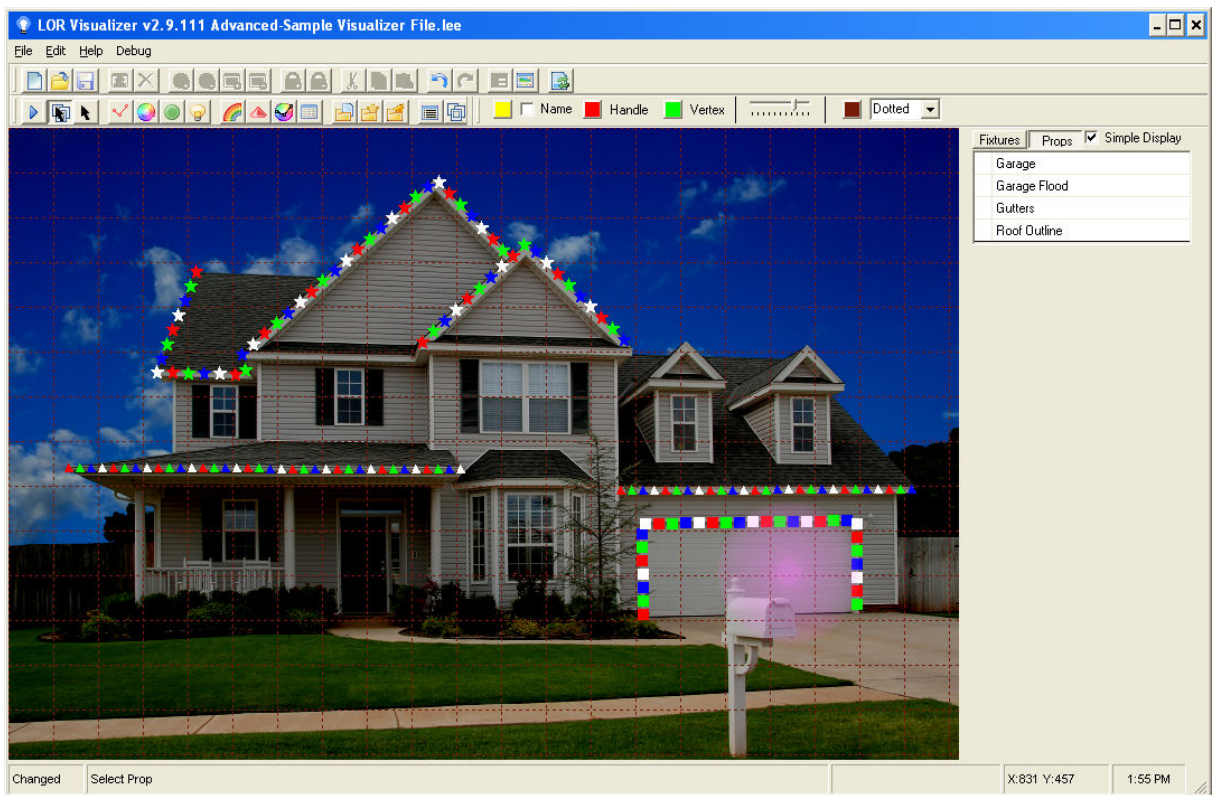 LOR Visualizer v2.9.111 Advanced-Sample Visualizer File.lee
File Edit Help Debug
Name Handle Vertex Dotted
Fixtures Props Simple Display
Garage
Garage Flood
Gutters
Roof Outline
Changed Select Prop X:831 Y:457 1:55 PM